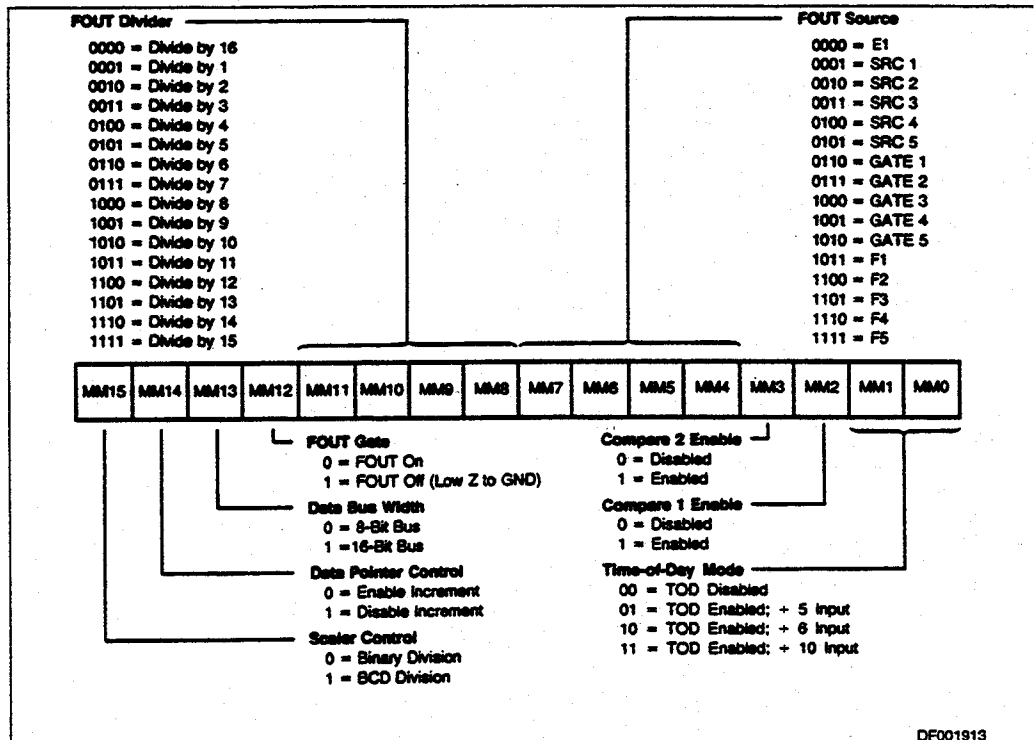 FOUT Divider
0000 = Divide by 16
0001 = Divide by 1
0010 = Divide by 2
0011 = Divide by 3
0100 = Divide by 4
0101 = Divide by 5
0110 = Divide by 6
0111 = Divide by 7
1000 = Divide by 8
1001 = Divide by 9
1010 = Divide by 10
1011 = Divide by 11
1100 = Divide by 12
1101 = Divide by 13
1110 = Divide by 14
1111 = Divide by 15
FOUT Source
0000 = E1
0001 = SRC 1
0010 = SRC 2
0011 = SRC 3
0100 = SRC 4
0101 = SRC 5
0110 = GATE 1
0111 = GATE 2
1000 = GATE 3
1001 = GATE 4
1010 = GATE 5
1011 = F1
1100 = F2
1101 = F3
1110 = F4
1111 = F5
MM15 MM14 MM13 MM12 MM11 MM10 MM9 MM8 MM7 MM6 MM5 MM4 MM3 MM2 MM1 MM0
FOUT Gate
0 = FOUT On
1 = FOUT Off (Low Z to GND)
Data Bus Width
0 = 8-Bit Bus
1 =16-Bit Bus
Data Pointer Control
0 = Enable Increment
1 = Disable Increment
Scaler Control
0 = Binary Division
1 = BCD Division
Compare 2 Enable
0 = Disabled
1 = Enabled
Compare 1 Enable
0 = Disabled
1 = Enabled
Time-of-Day Mode
00 = TOD Disabled
01 = TOD Enabled; ÷ 5 Input
10 = TOD Enabled; ÷ 6 Input
11 = TOD Enabled; ÷ 10 Input
DF001913